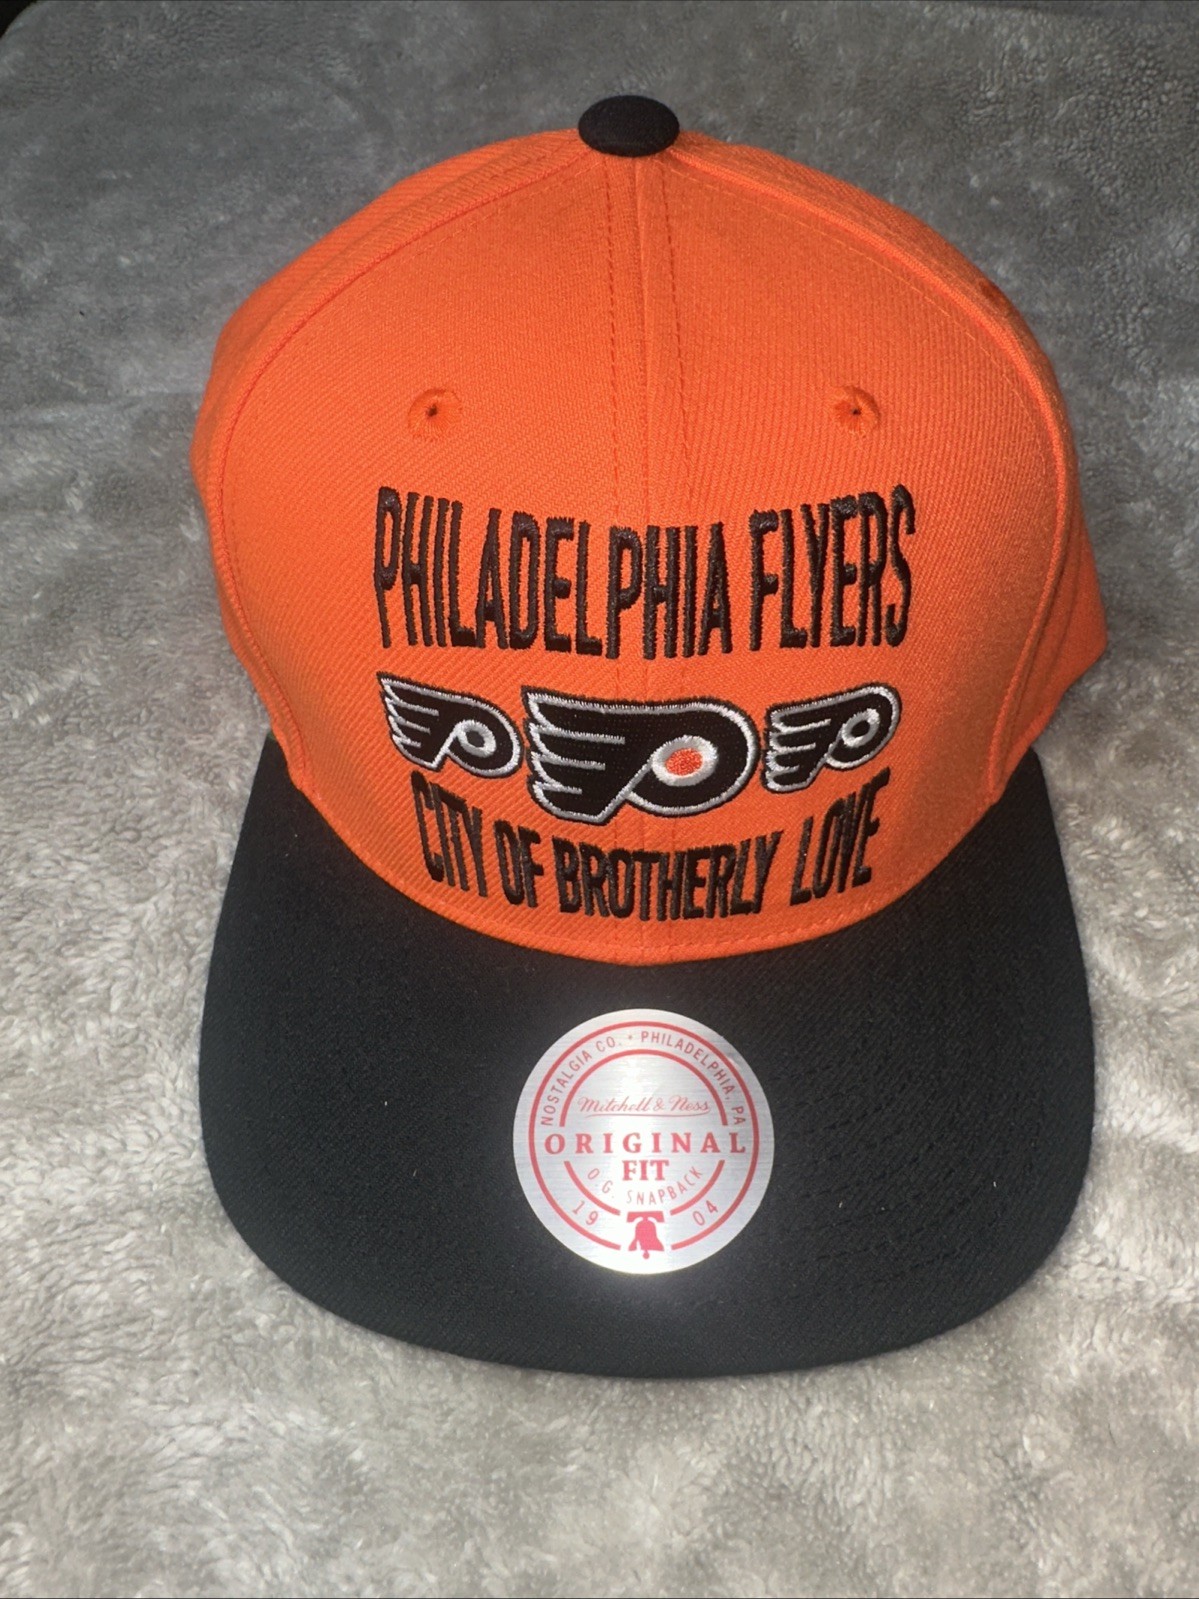 PHILADELPHIA FLYERS
CITY OF BROTHERLY LOVE
NOSTALGIA CO. • PHILADELPHIA, PA
Mitchell & Ness
ORIGINAL
FIT
O.G. SNAPBACK
19 04